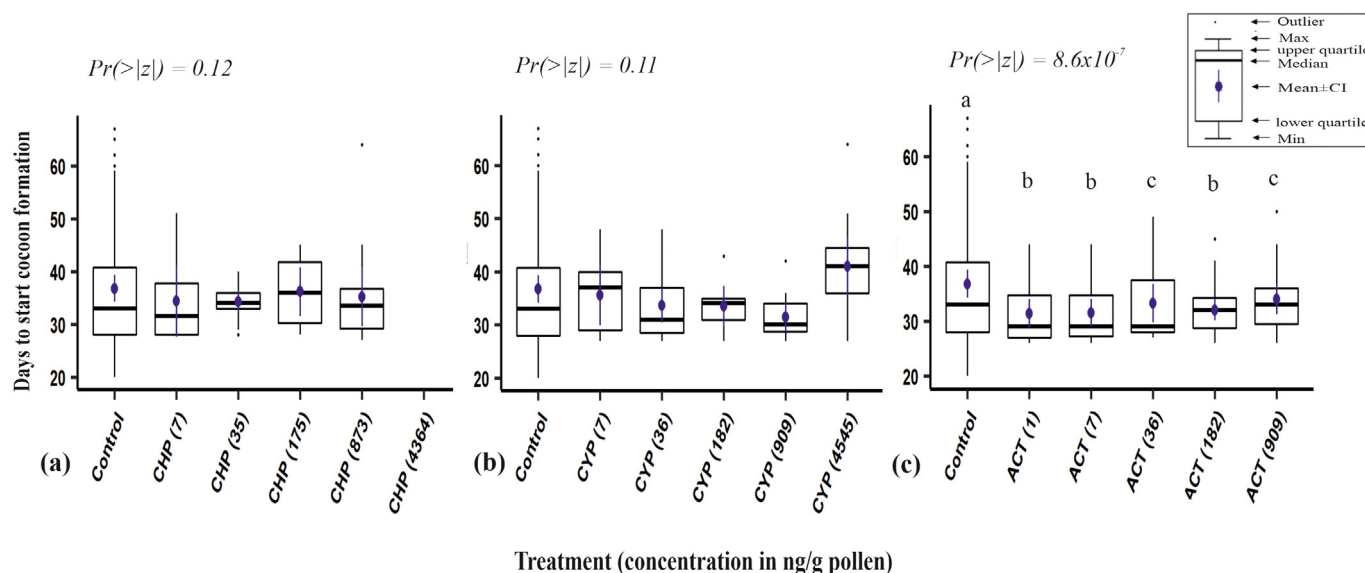 Pr(>|z|) = 0.12
Pr(>|z|) = 0.11
Pr(>|z|) = 8.6x10⁻⁷
Outlier
Max
upper quartile
Median
Mean±CI
lower quartile
Min
Days to start cocoon formation
60
50
40
30
20
Control
CHP (7)
CHP (35)
CHP (175)
CHP (873)
CHP (4364)
(a)
60
50
40
30
20
Control
CYP (7)
CYP (36)
CYP (182)
CYP (909)
CYP (4545)
(b)
a
b
b
c
b
c
60
50
40
30
20
Control
ACT (1)
ACT (7)
ACT (36)
ACT (182)
ACT (909)
(c)
Treatment (concentration in ng/g pollen)